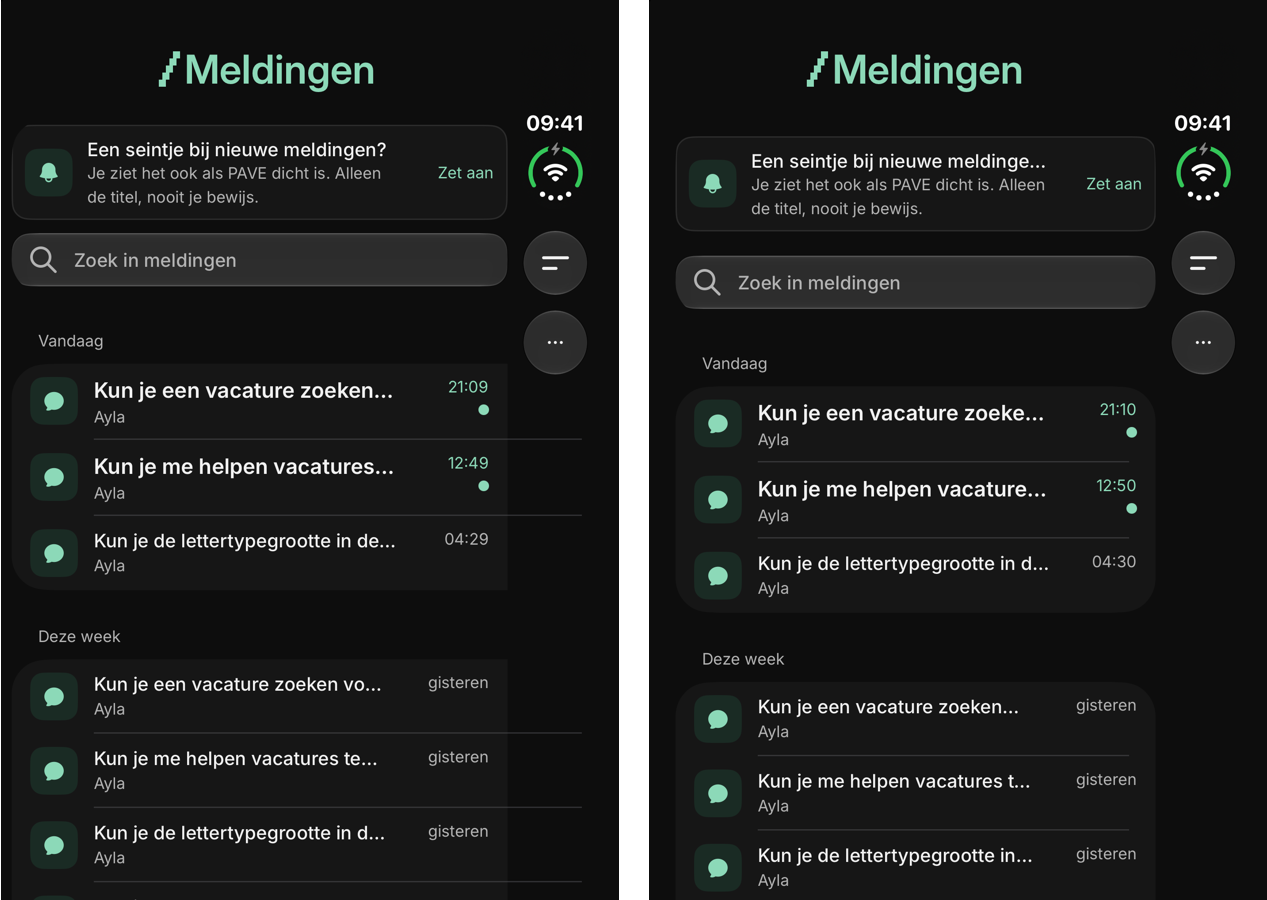 Meldingen
09:41
Een seintje bij nieuwe meldingen?
Je ziet het ook als PAVE dicht is. Alleen
de titel, nooit je bewijs.
Zet aan
Zoek in meldingen
Vandaag
Kun je een vacature zoeken...
21:09
Ayla
Kun je me helpen vacatures...
12:49
Ayla
Kun je de lettertypegrootte in de...
04:29
Ayla
Deze week
Kun je een vacature zoeken vo...
gisteren
Ayla
Kun je me helpen vacatures te...
gisteren
Ayla
Kun je de lettertypegrootte in d...
gisteren
Ayla
Meldingen
09:41
Een seintje bij nieuwe meldinge...
Je ziet het ook als PAVE dicht is. Alleen
de titel, nooit je bewijs.
Zet aan
Zoek in meldingen
Vandaag
Kun je een vacature zoeke...
21:10
Ayla
Kun je me helpen vacature...
12:50
Ayla
Kun je de lettertypegrootte in d...
04:30
Ayla
Deze week
Kun je een vacature zoeken...
gisteren
Ayla
Kun je me helpen vacatures t...
gisteren
Ayla
Kun je de lettertypegrootte in...
gisteren
Ayla